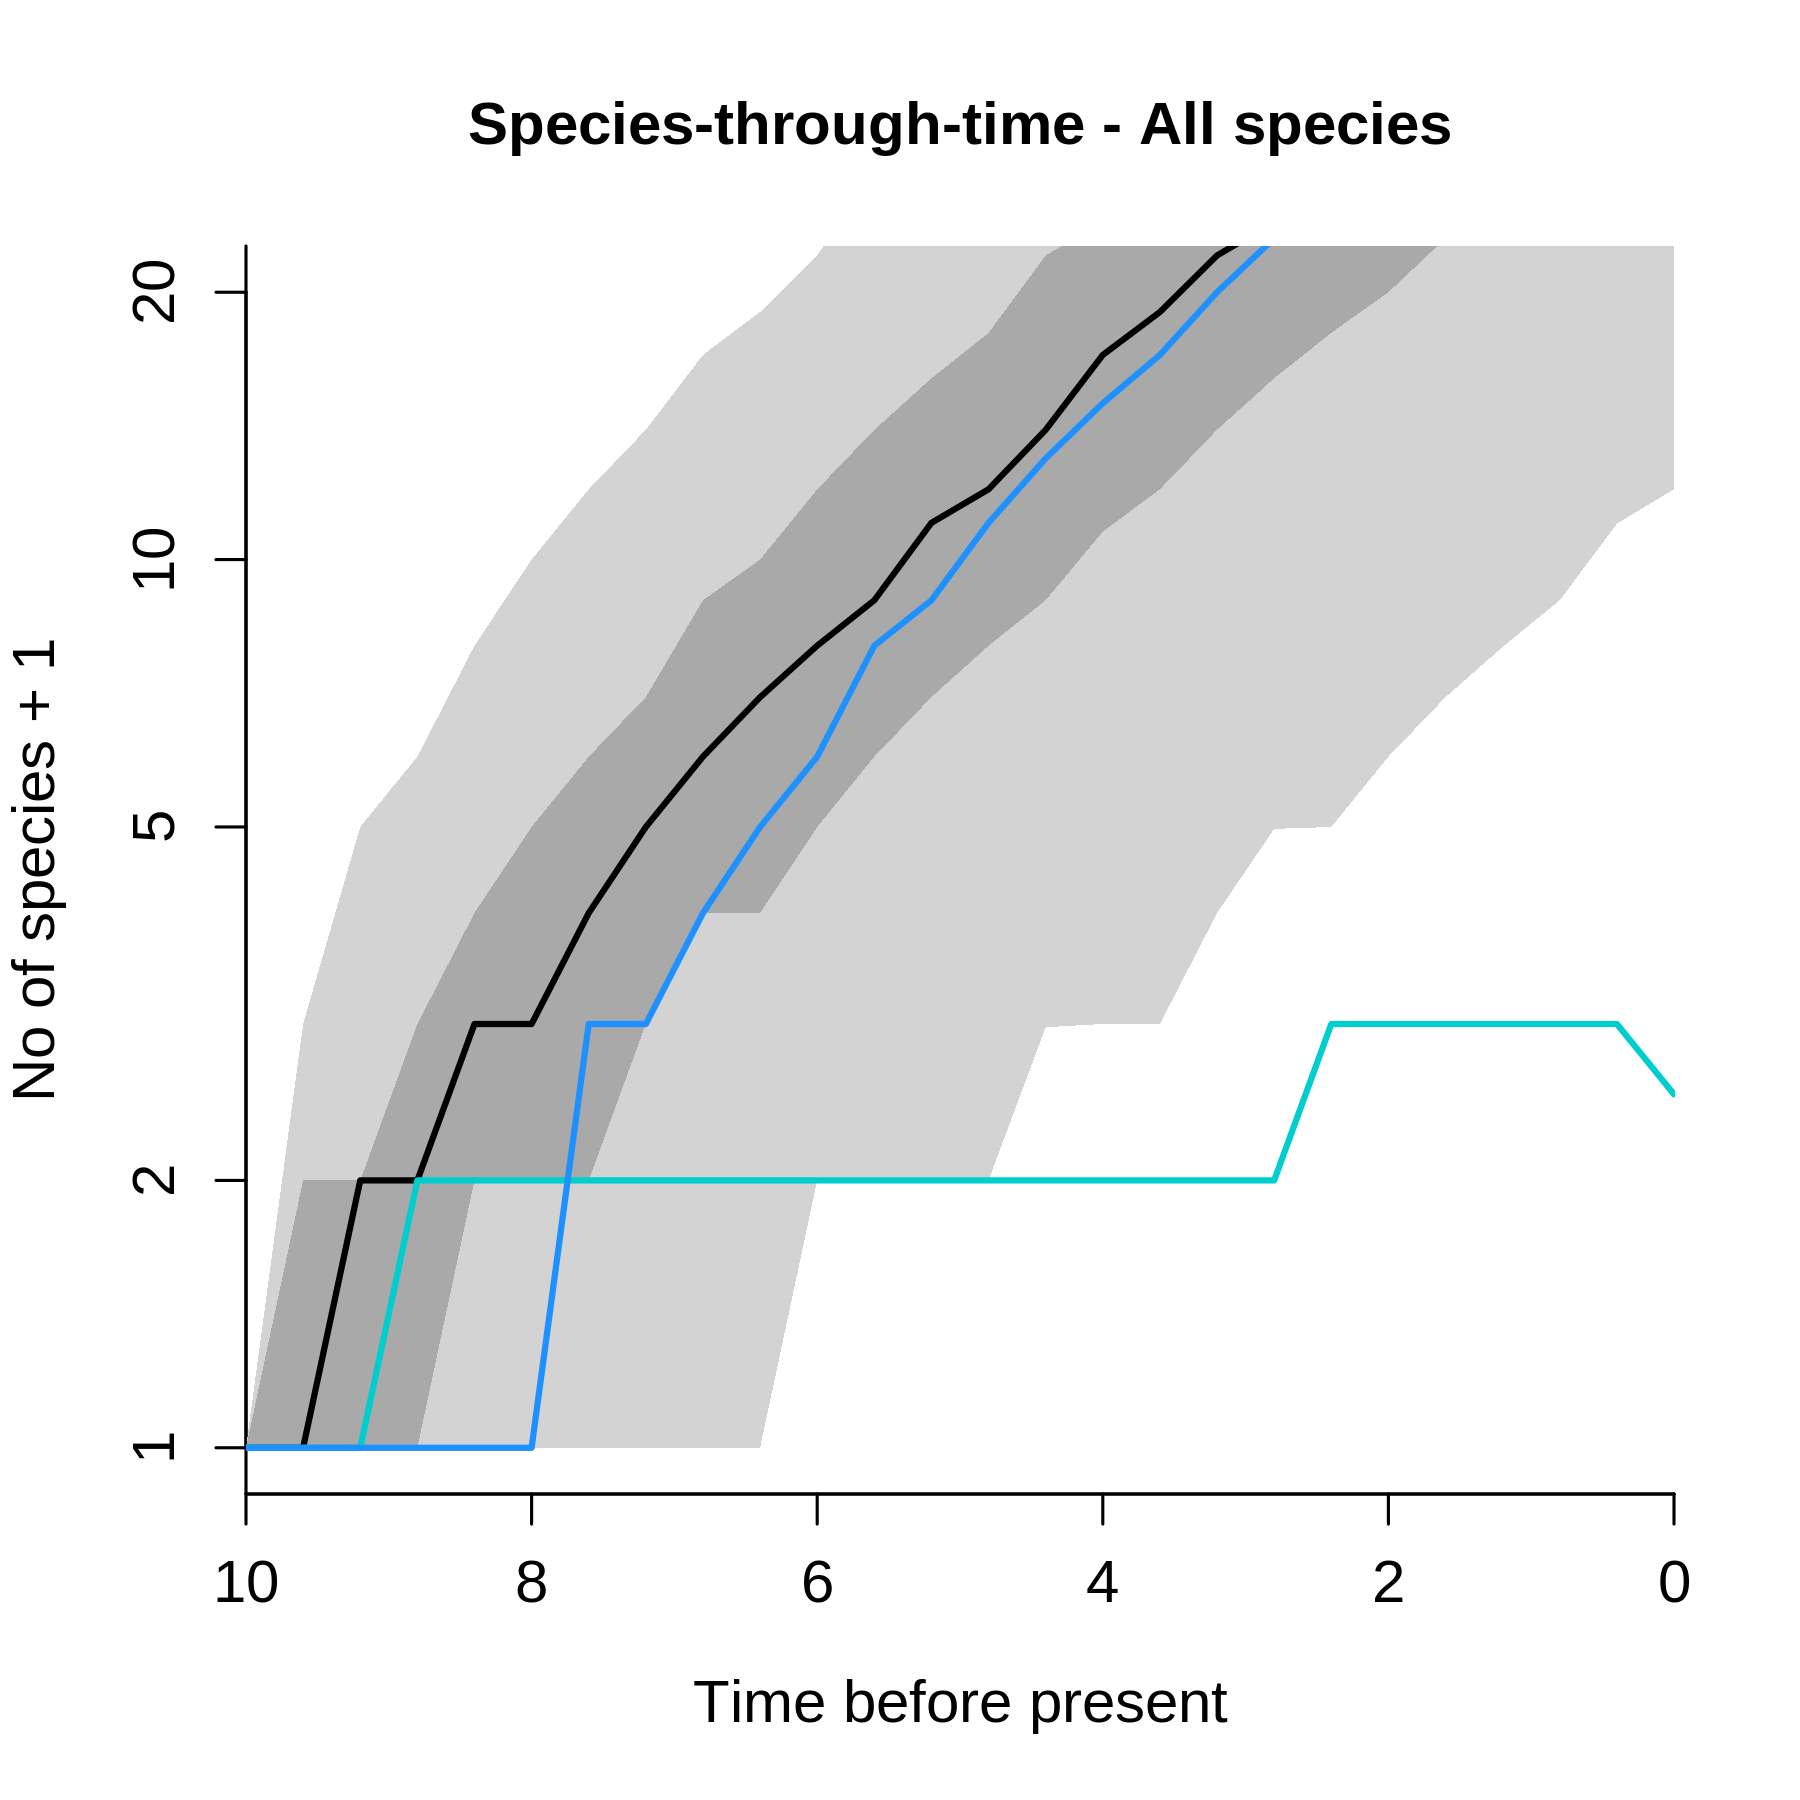 Species-through-time - All species
No of species + 1
20
10
5
2
1
10 8 6 4 2 0
Time before present